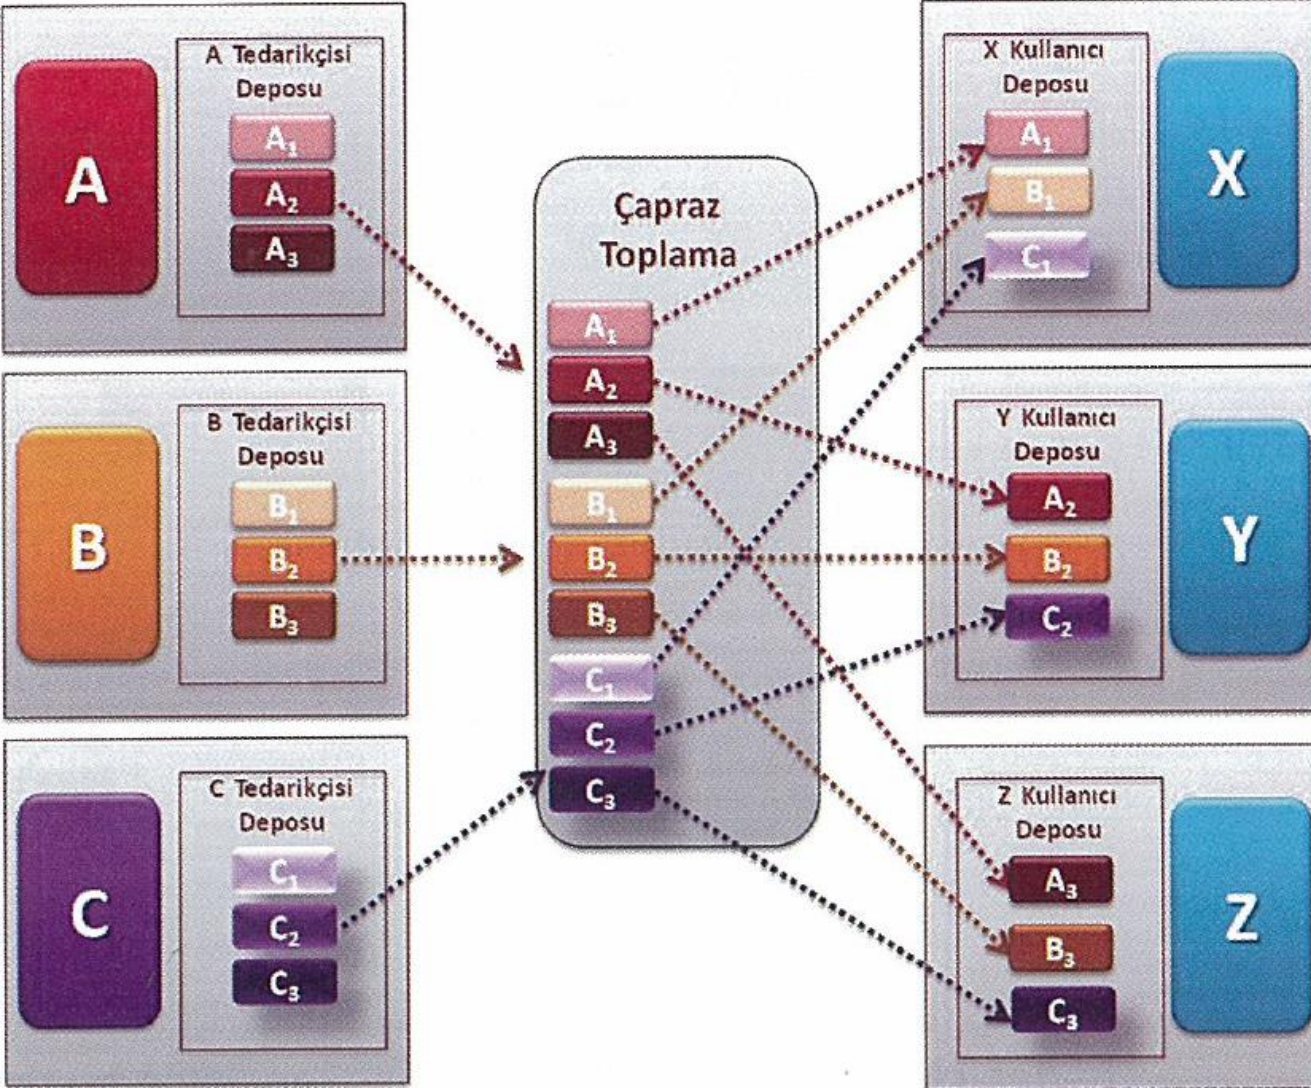 A
A Tedarikçisi
Deposu
A₁
A₂
A₃
B
B Tedarikçisi
Deposu
B₁
B₂
B₃
C
C Tedarikçisi
Deposu
C₁
C₂
C₃
Çapraz
Toplama
A₁
A₂
A₃
B₁
B₂
B₃
C₁
C₂
C₃
X Kullanıcı
Deposu
A₁
B₁
C₁
X
Y Kullanıcı
Deposu
A₂
B₂
C₂
Y
Z Kullanıcı
Deposu
A₃
B₃
C₃
Z